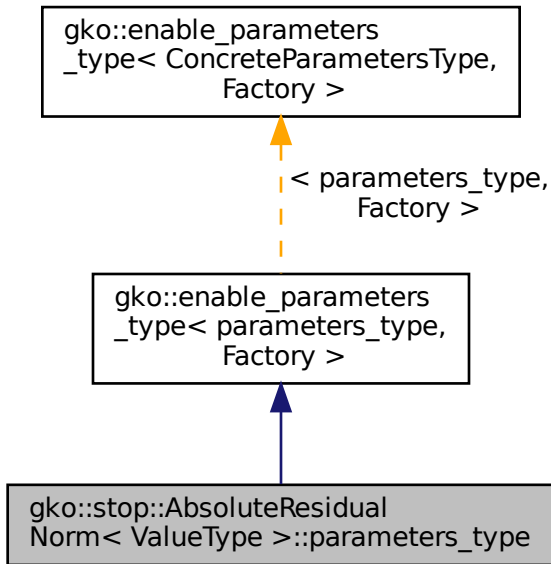 gko::enable_parameters
_type< ConcreteParametersType,
Factory >
< parameters_type,
Factory >
gko::enable_parameters
_type< parameters_type,
Factory >
gko::stop::AbsoluteResidual
Norm< ValueType >::parameters_type